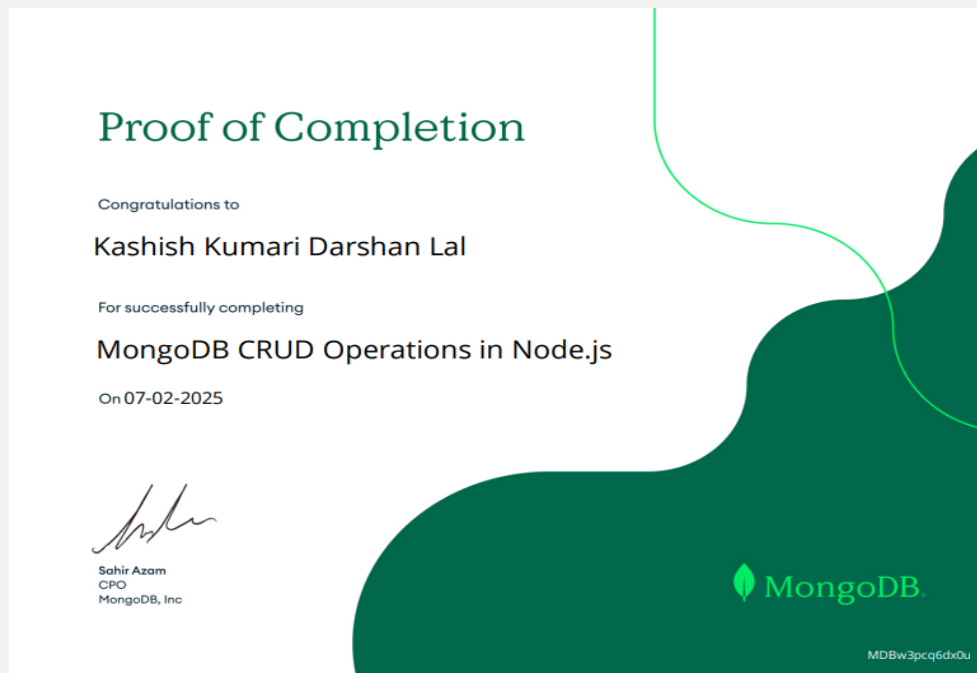 Proof of Completion
Congratulations to
Kashish Kumari Darshan Lal
For successfully completing
MongoDB CRUD Operations in Node.js
On 07-02-2025
Sahir Azam
CPO
MongoDB, Inc
MongoDB®
MDBw3pcq6dx0u